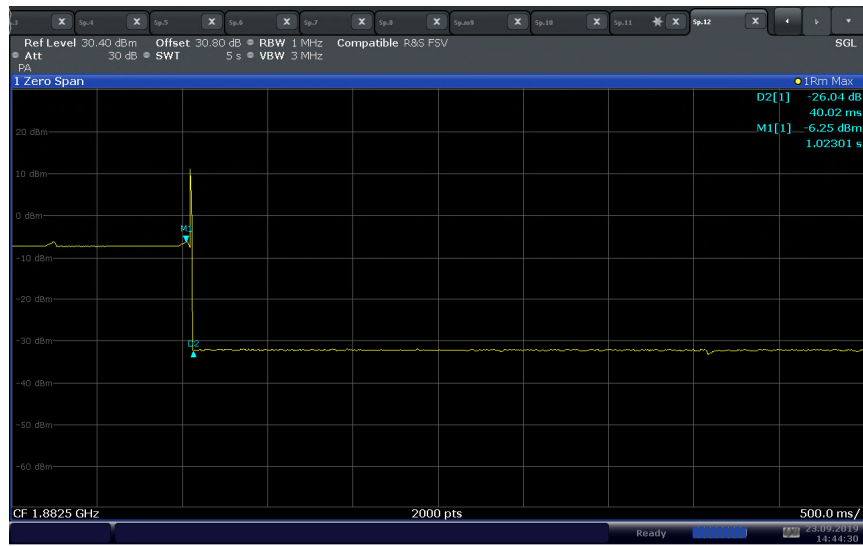 .3 Sp.4 Sp.5 Sp.6 Sp.7 Sp.8 Sp.m9 Sp.10 Sp.11 Sp.12
Ref Level 30.40 dBm Offset 30.80 dB RBW 1 MHz Compatible R&S FSV SGL
Att 30 dB SWT 5 s VBW 3 MHz
PA
1 Zero Span 1Rm Max
D2[1] -26.04 dB
40.02 ms
M1[1] -6.25 dBm
1.02301 s
20 dBm
10 dBm
0 dBm
M1
-10 dBm
-20 dBm
-30 dBm
D2
-40 dBm
-50 dBm
-60 dBm
CF 1.8825 GHz 2000 pts 500.0 ms/
Ready 23.09.2019
14:44:30